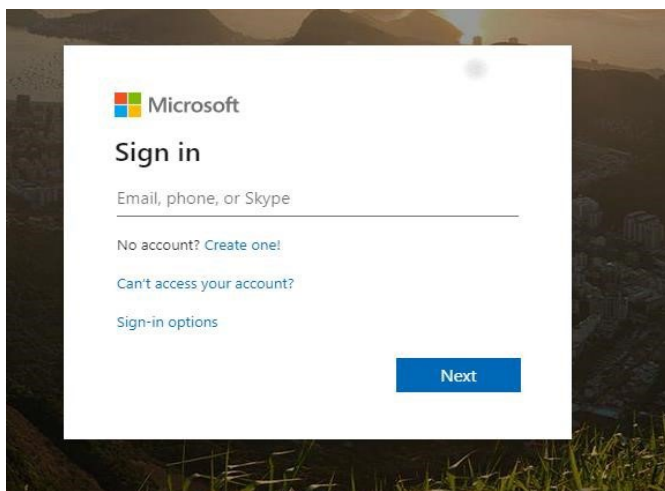 Microsoft
Sign in
Email, phone, or Skype
No account? Create one!
Can't access your account?
Sign-in options
Next